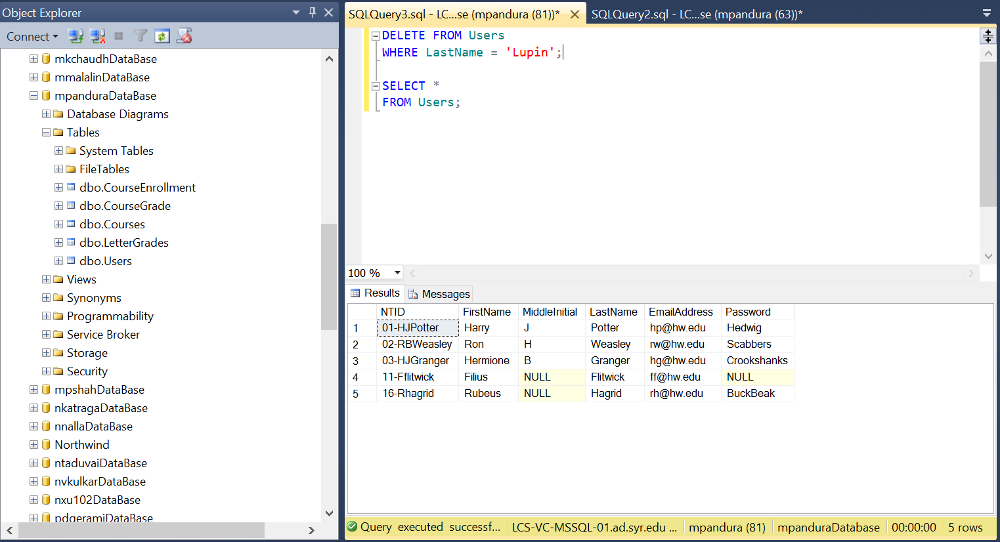 Object Explorer
Connect
mkchaudhDataBase
mmalalinDataBase
mpanduraDataBase
Database Diagrams
Tables
System Tables
FileTables
dbo.CourseEnrollment
dbo.CourseGrade
dbo.Courses
dbo.LetterGrades
dbo.Users
Views
Synonyms
Programmability
Service Broker
Storage
Security
mpshahDataBase
nkatragaDataBase
nnallaDataBase
Northwind
ntaduvaiDataBase
nvkulkarDataBase
nxu102DataBase
pdgeramiDataBase
SQLQuery3.sql - LC...se (mpandura (81))* SQLQuery2.sql - LC...se (mpandura (63))*
DELETE FROM Users
WHERE LastName = 'Lupin';
SELECT *
FROM Users;
100 %
Results Messages
NTID FirstName MiddleInitial LastName EmailAddress Password
1 01-HJPotter Harry J Potter hp@hw.edu Hedwig
2 02-RBWeasley Ron H Weasley rw@hw.edu Scabbers
3 03-HJGranger Hermione B Granger hg@hw.edu Crookshanks
4 11-Fflitwick Filius NULL Flitwick ff@hw.edu NULL
5 16-Rhagrid Rubeus NULL Hagrid rh@hw.edu BuckBeak
Query executed successf... LCS-VC-MSSQL-01.ad.syr.edu ... mpandura (81) mpanduraDatabase 00:00:00 5 rows